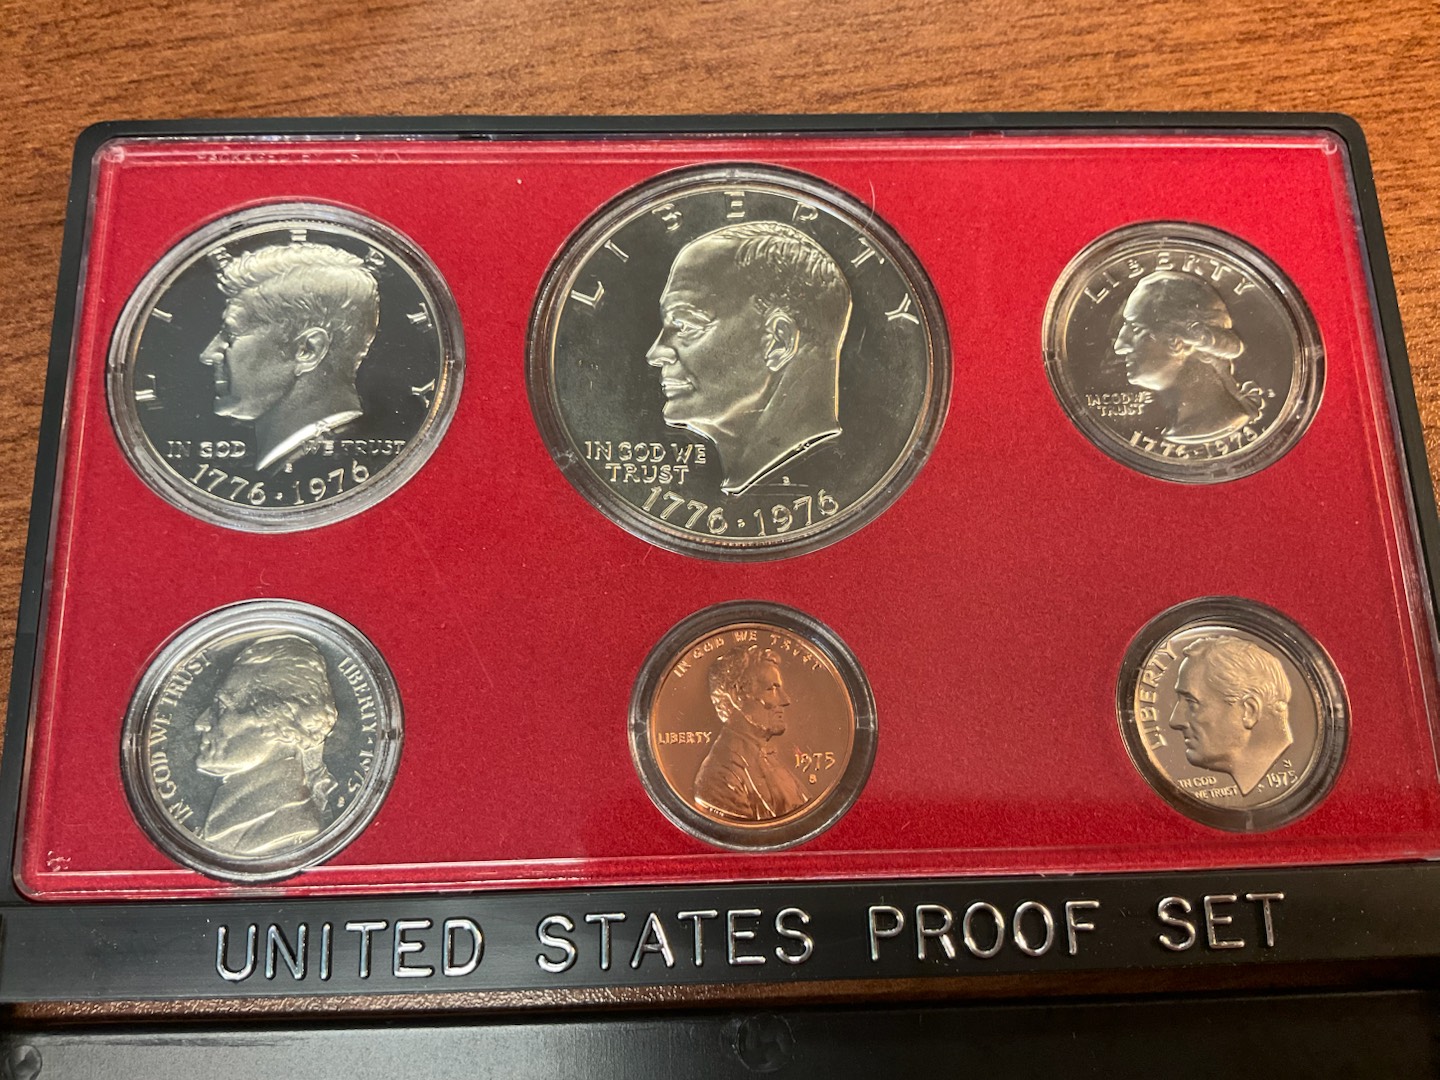 LIBERTY
IN GOD WE TRUST
1776·1976
LIBERTY
IN GOD WE
TRUST
S
1776·1976
LIBERTY
IN GOD WE
TRUST
S
1776·1976
IN GOD WE TRUST
LIBERTY·1975
S
IN GOD WE TRUST
LIBERTY
1975
S
LIBERTY
IN GOD
WE TRUST
1975
S
UNITED STATES PROOF SET